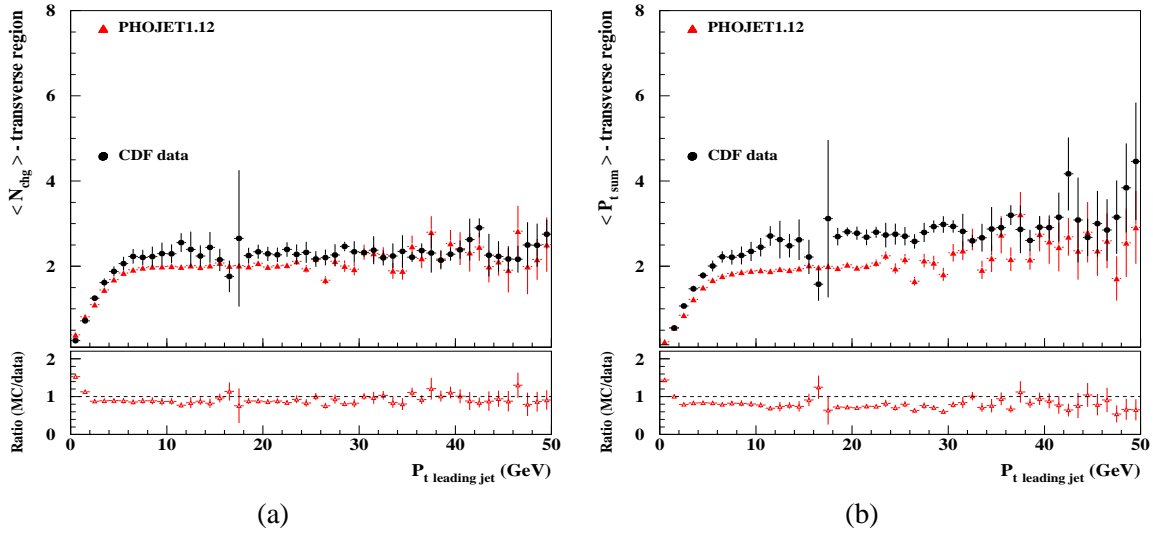 < N_chg > - transverse region
8
6
4
2
PHOJET1.12
CDF data
Ratio (MC/data)
2
1
0
0 10 20 30 40 50
P_t leading jet (GeV)
(a)
< P_t sum > - transverse region
8
6
4
2
PHOJET1.12
CDF data
Ratio (MC/data)
2
1
0
0 10 20 30 40 50
P_t leading jet (GeV)
(b)